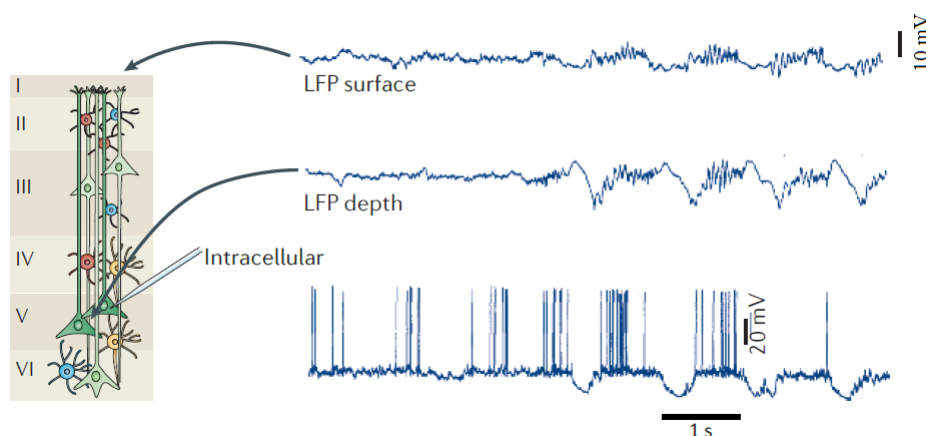 10 mV
LFP surface
I
II
III
LFP depth
IV
Intracellular
V
20 mV
VI
1 s